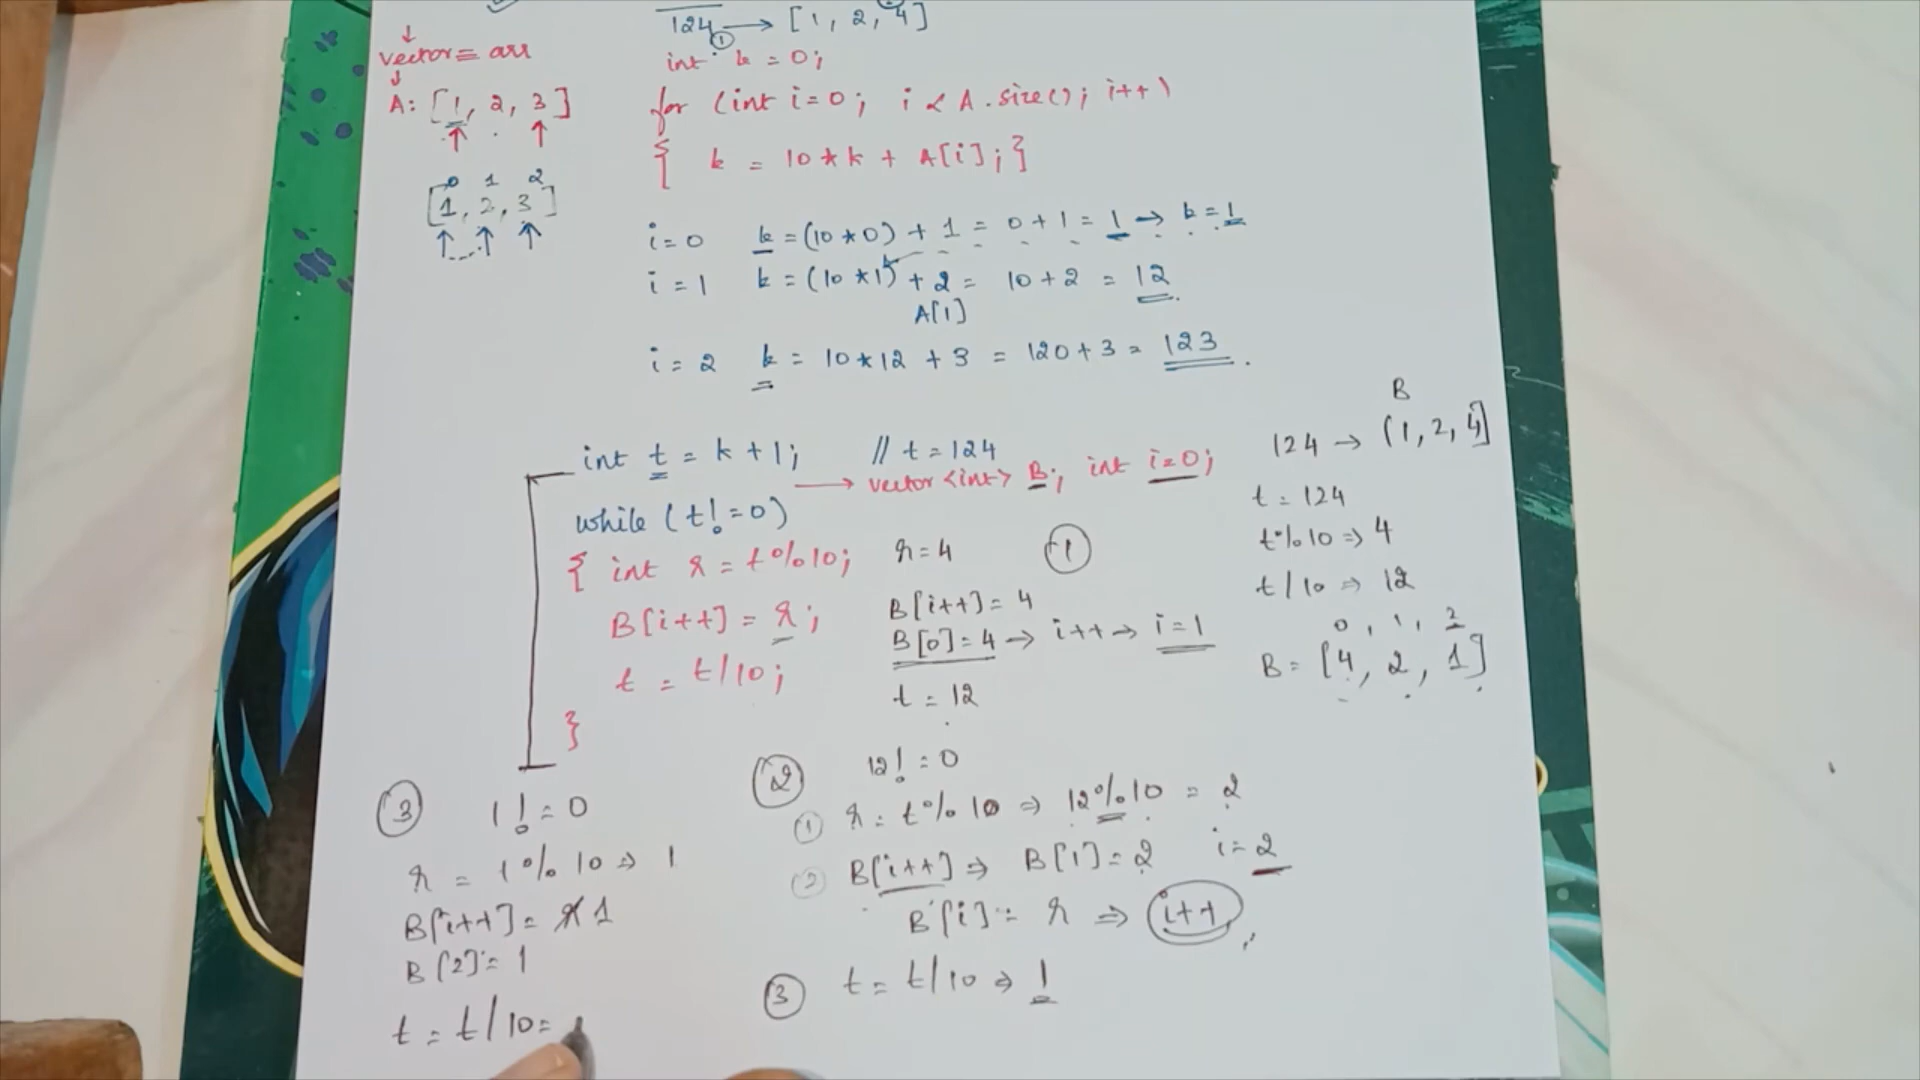 vector = arr
A: [1, 2, 3]
0 1 2
[1, 2, 3]
124 → [1, 2, 4]
①
int k = 0;
for (int i=0; i < A.size(); i++)
{ k = 10 * k + A[i]; }
i=0 k = (10 * 0) + 1 = 0 + 1 = 1 → k = 1
i = 1 k = (10 * 1) + 2 = 10 + 2 = 12
A[1]
i = 2 k = 10 * 12 + 3 = 120 + 3 = 123
int t = k + 1; // t = 124
→ vector <int> B; int i=0;
while (t! = 0)
{ int r = t%10;
B[i++] = r;
t = t/10;
}
r = 4 ①
B[i++] = 4
B[0] = 4 → i++ → i = 1
t = 12
B
124 → [1, 2, 4]
t = 124
t%10 ⇒ 4
t/10 ⇒ 12
0, 1, 2
B = [4, 2, 1]
② 12! = 0
① r = t%10 ⇒ 12%10 = 2
② B[i++] ⇒ B[1] = 2 i = 2
B[i] = r ⇒ i++
③ t = t/10 ⇒ 1
③ 1! = 0
r = 1%10 ⇒ 1
B[i++] = 1
B[2] = 1
t = t/10 =